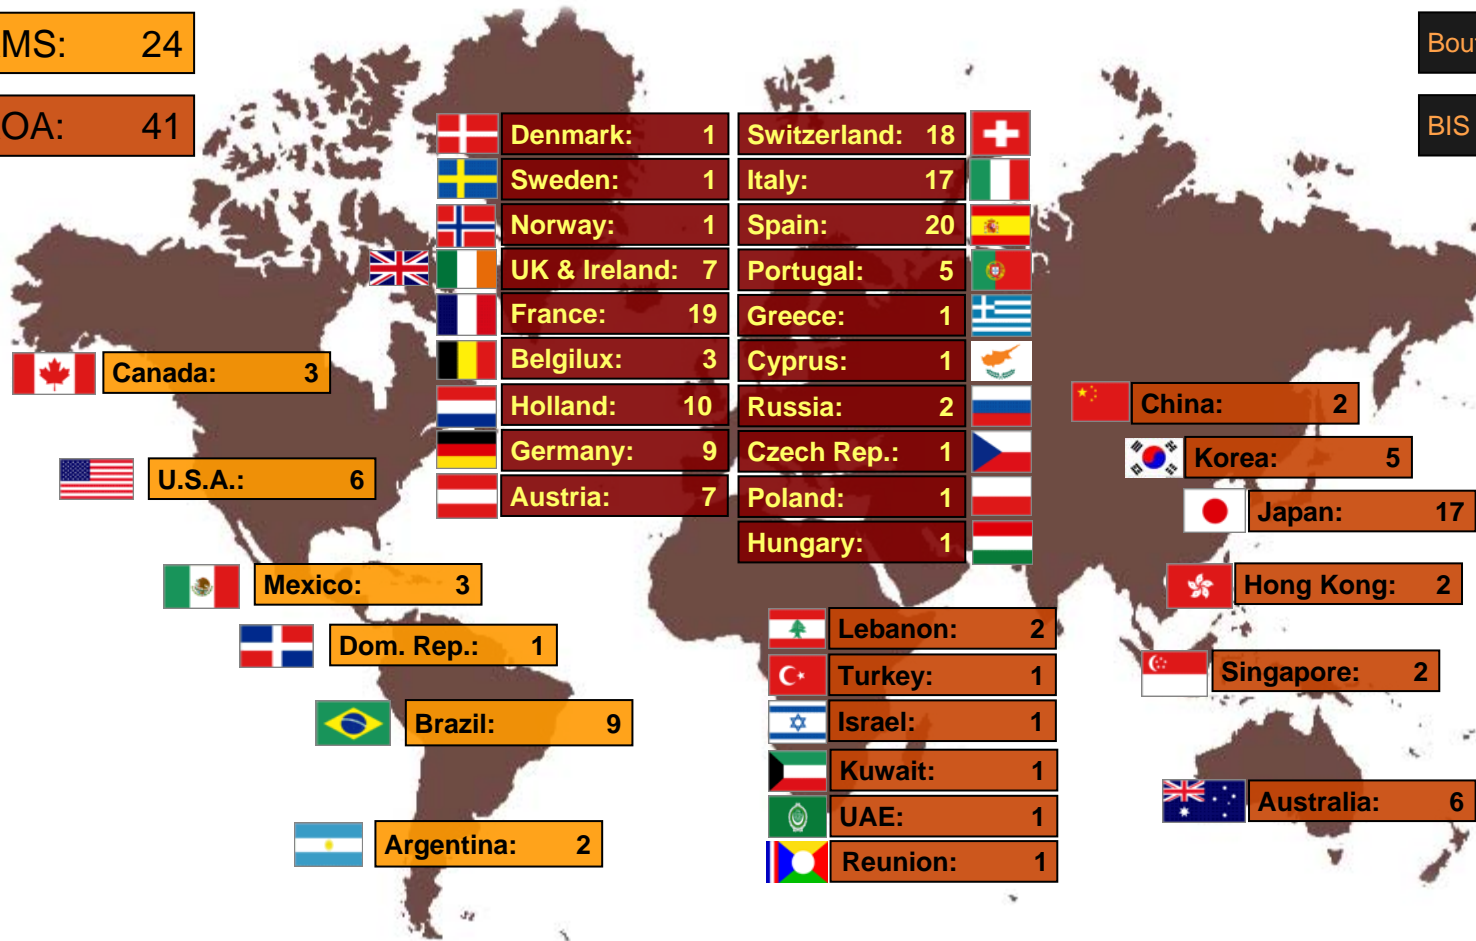 MS: 24
OA: 41
Bout
BIS
Denmark: 1
Sweden: 1
Norway: 1
UK & Ireland: 7
France: 19
Belgilux: 3
Holland: 10
Germany: 9
Austria: 7
Switzerland: 18
Italy: 17
Spain: 20
Portugal: 5
Greece: 1
Cyprus: 1
Russia: 2
Czech Rep.: 1
Poland: 1
Hungary: 1
Canada: 3
U.S.A.: 6
Mexico: 3
Dom. Rep.: 1
Brazil: 9
Argentina: 2
Lebanon: 2
Turkey: 1
Israel: 1
Kuwait: 1
UAE: 1
Reunion: 1
China: 2
Korea: 5
Japan: 17
Hong Kong: 2
Singapore: 2
Australia: 6